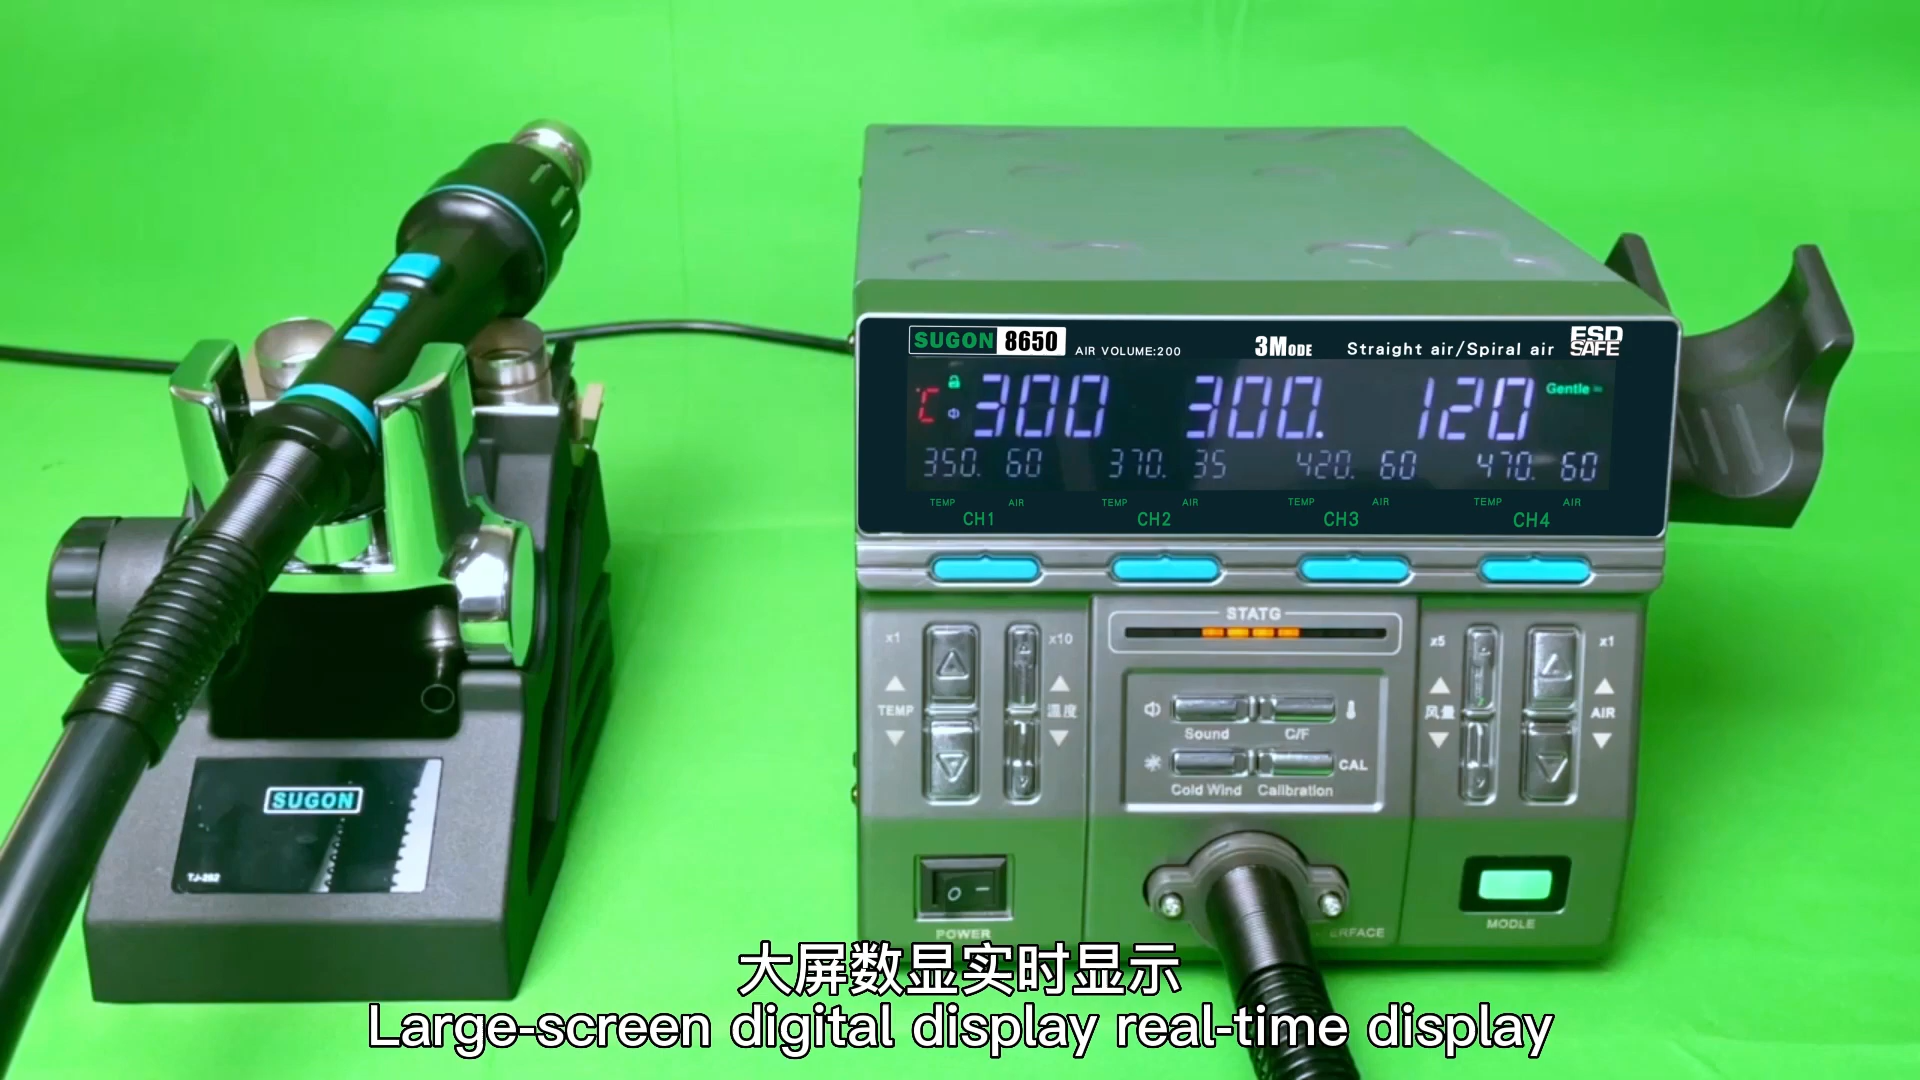 SUGON 8650 AIR VOLUME:200 3MODE Straight air/Spiral air ESD SAFE
℃ 300 300. 120 Gentle
350. 60 370. 35 420. 60 470. 60
TEMP AIR TEMP AIR TEMP AIR TEMP AIR
CH1 CH2 CH3 CH4
STATG
x1 x10 x5 x1
TEMP 温度 风量 AIR
Sound C/F
CAL
Cold Wind Calibration
SUGON
TJ-282
POWER
ERFACE
MODLE
大屏数显实时显示
Large-screen digital display real-time display